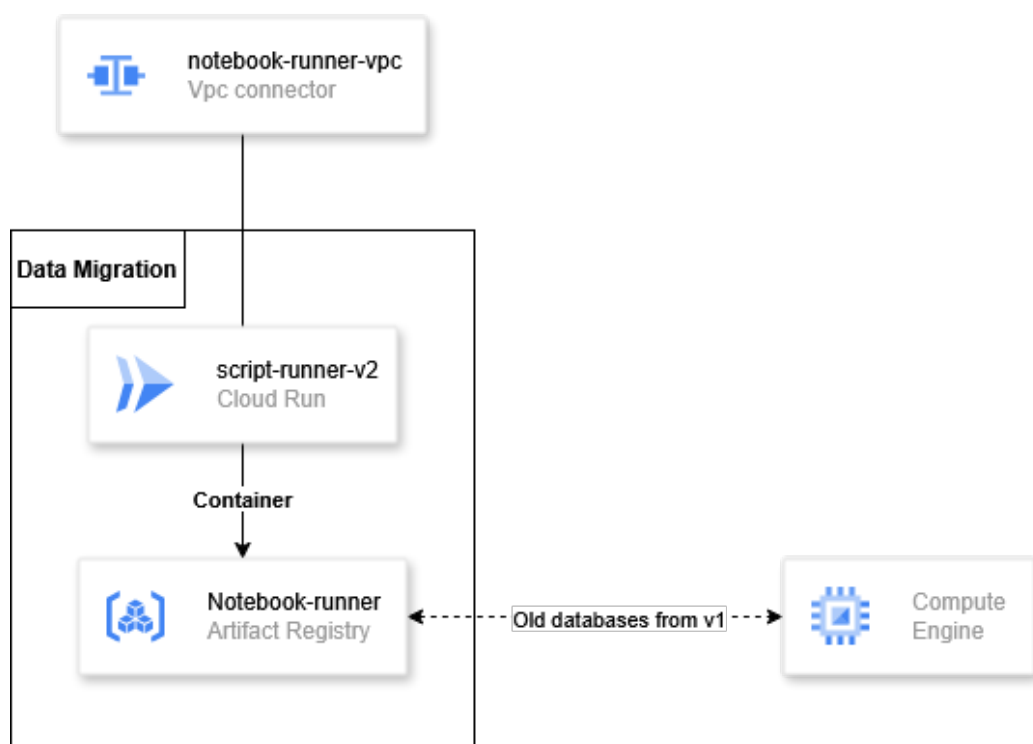 notebook-runner-vpc
Vpc connector
Data Migration
script-runner-v2
Cloud Run
Container
Notebook-runner
Artifact Registry
Old databases from v1
Compute
Engine